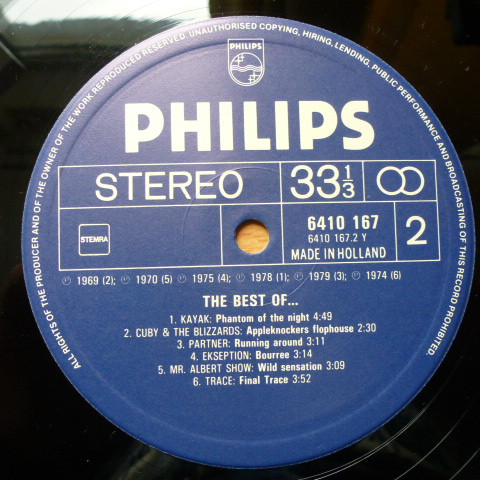 ALL RIGHTS OF THE PRODUCER AND OF THE OWNER OF THE WORK REPRODUCED RESERVED. UNAUTHORISED COPYING, HIRING, LENDING, PUBLIC PERFORMANCE AND BROADCASTING OF THIS RECORD PROHIBITED.
PHILIPS
PHILIPS
STEREO 33 1/3
STEMRA
6410 167
6410 167.2 Y
2
MADE IN HOLLAND
Ⓟ 1969 (2); Ⓟ 1970 (5) Ⓟ 1975 (4); Ⓟ 1978 (1); Ⓟ 1979 (3); Ⓟ 1974 (6)
THE BEST OF...
1. KAYAK: Phantom of the night 4:49
2. CUBY & THE BLIZZARDS: Appleknockers flophouse 2:30
3. PARTNER: Running around 3:11
4. EKSEPTION: Bourree 3:14
5. MR. ALBERT SHOW: Wild sensation 3:09
6. TRACE: Final Trace 3:52